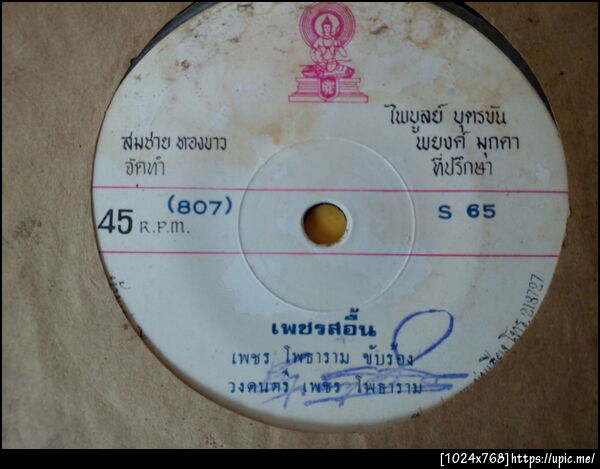 ไพบูลย์ บุตรขัน
สมชาย ทองขาว
พยงค์ มุกดา
จัดทำ
ที่ปรึกษา
(807)
S 65
45 R.P.M.
เพชรสอื้น
เพชร โพธาราม ขับร้อง
วงดนตรี เพชร โพธาราม
โทร. 218727
[1024x768]https://upic.me/